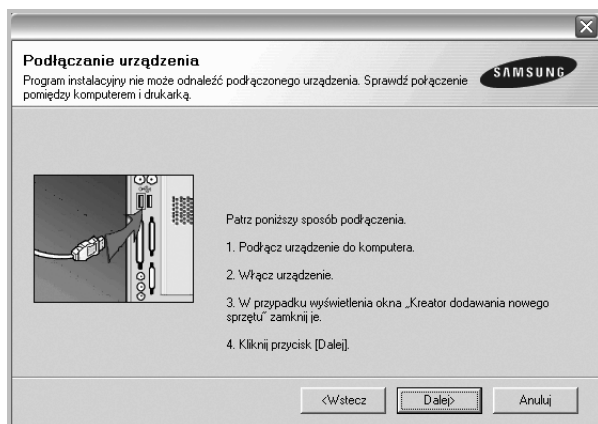 Podłączanie urządzenia
Program instalacyjny nie może odnaleźć podłączonego urządzenia. Sprawdź połączenie
pomiędzy komputerem i drukarką.
SAMSUNG
Patrz poniższy sposób podłączenia.
1. Podłącz urządzenie do komputera.
2. Włącz urządzenie.
3. W przypadku wyświetlenia okna „Kreator dodawania nowego
sprzętu” zamknij je.
4. Kliknij przycisk [Dalej].
<Wstecz
Dalej>
Anuluj